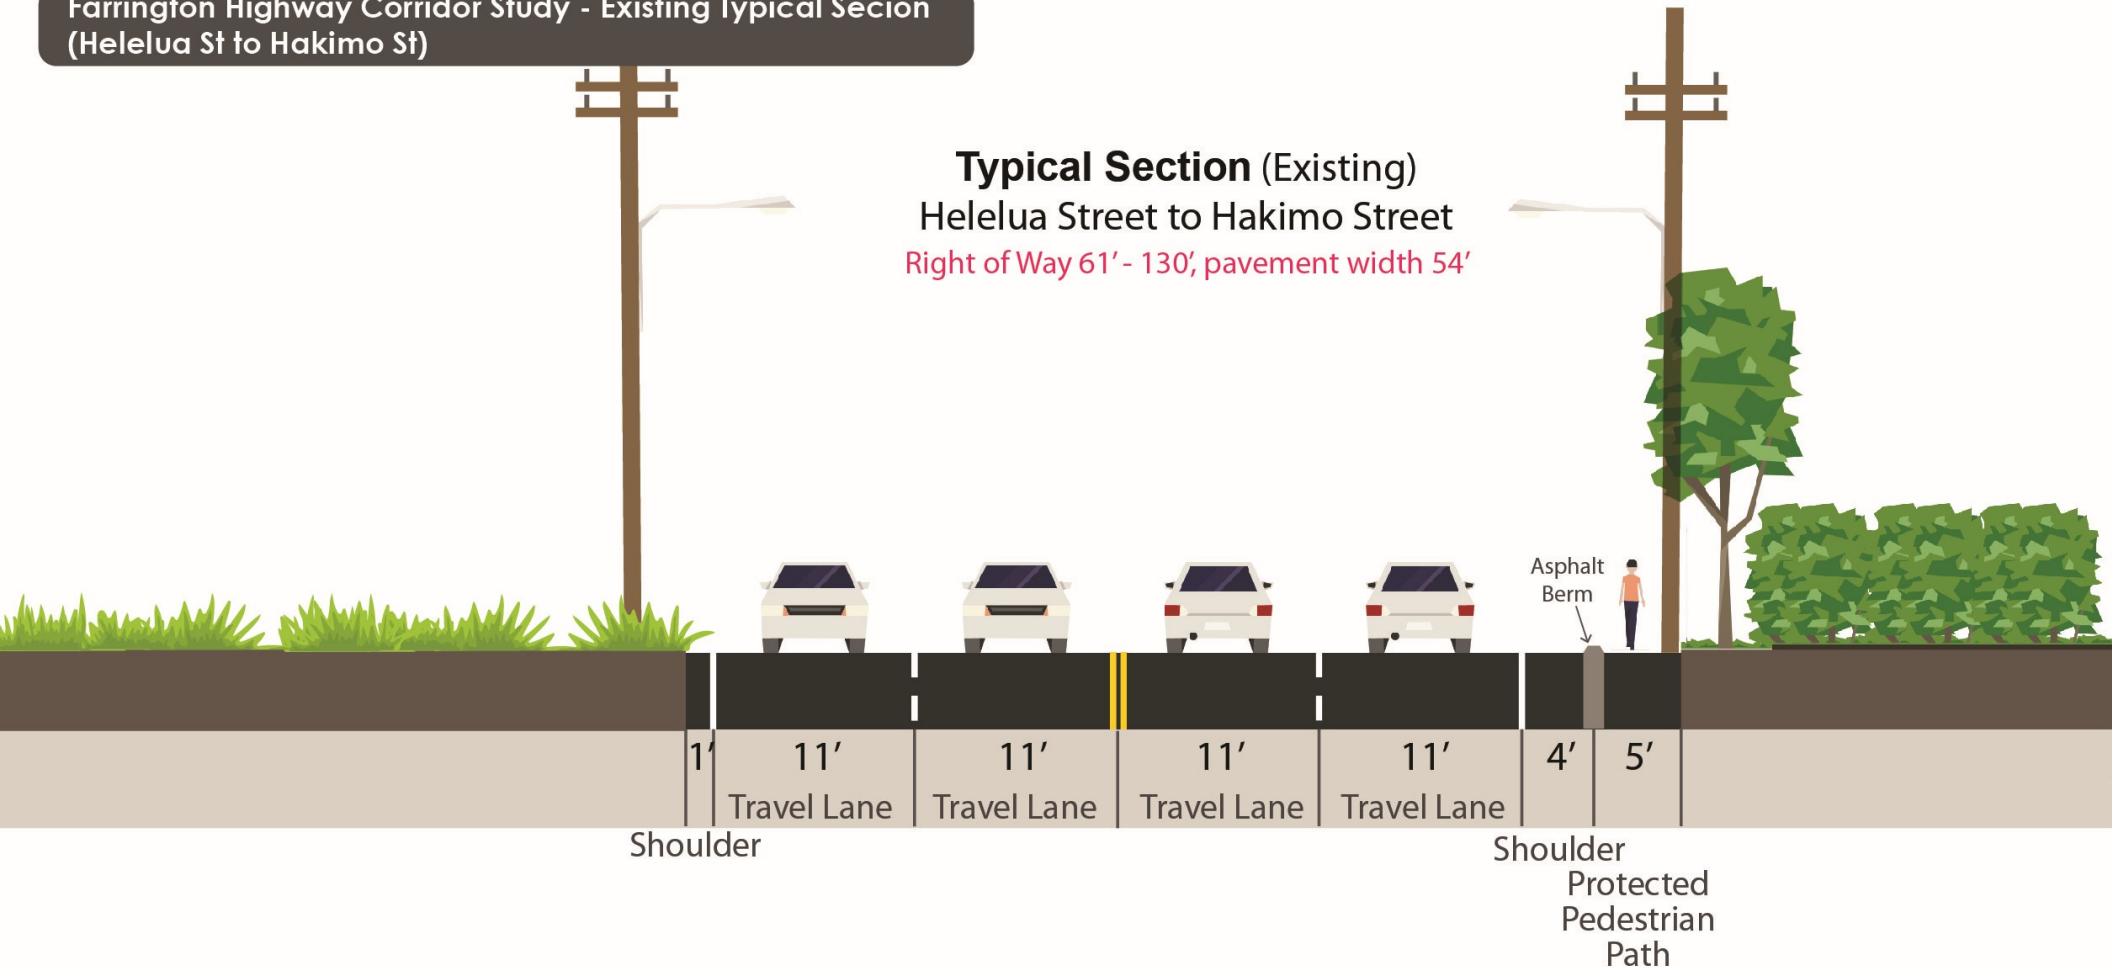 Farrington Highway Corridor Study - Existing Typical Secion
(Helelua St to Hakimo St)
Typical Section (Existing)
Helelua Street to Hakimo Street
Right of Way 61’ - 130’, pavement width 54’
Asphalt
Berm
1’ 11’ 11’ 11’ 11’ 4’ 5’
Travel Lane Travel Lane Travel Lane Travel Lane
Shoulder Shoulder
Protected
Pedestrian
Path